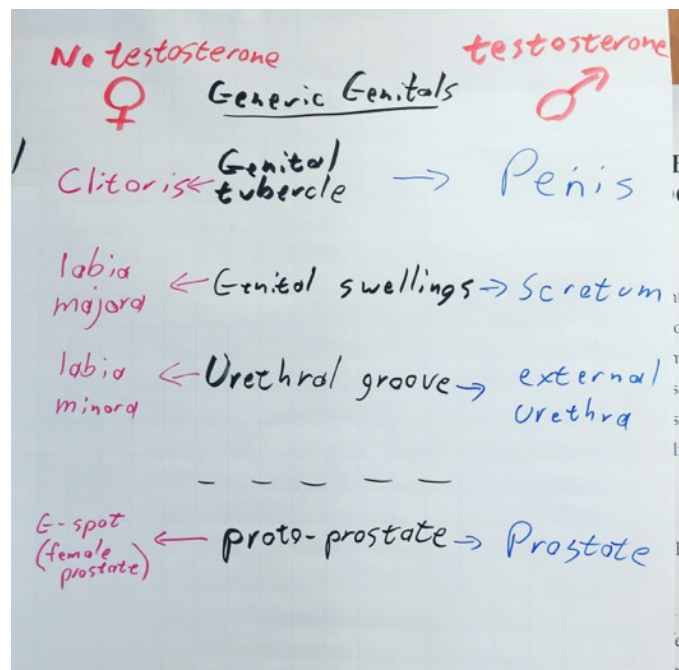 No testosterone
testosterone
♀
♂
Generic Genitals
Clitoris ← Genital tubercle → Penis
labia majora ← Genital swellings → Scrotum
labia minora ← Urethral groove → external urethra
— — — — —
G-spot (female prostate) ← proto-prostate → Prostate